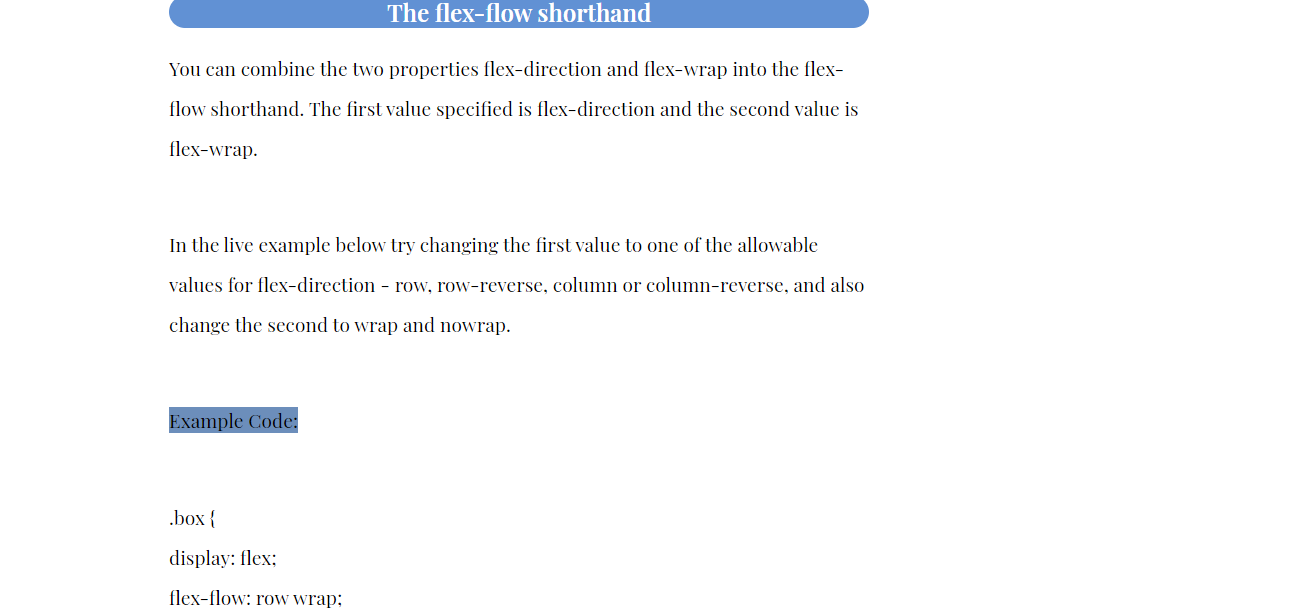 The flex-flow shorthand
You can combine the two properties flex-direction and flex-wrap into the flex-
flow shorthand. The first value specified is flex-direction and the second value is
flex-wrap.
In the live example below try changing the first value to one of the allowable
values for flex-direction - row, row-reverse, column or column-reverse, and also
change the second to wrap and nowrap.
Example Code:
.box {
display: flex;
flex-flow: row wrap;